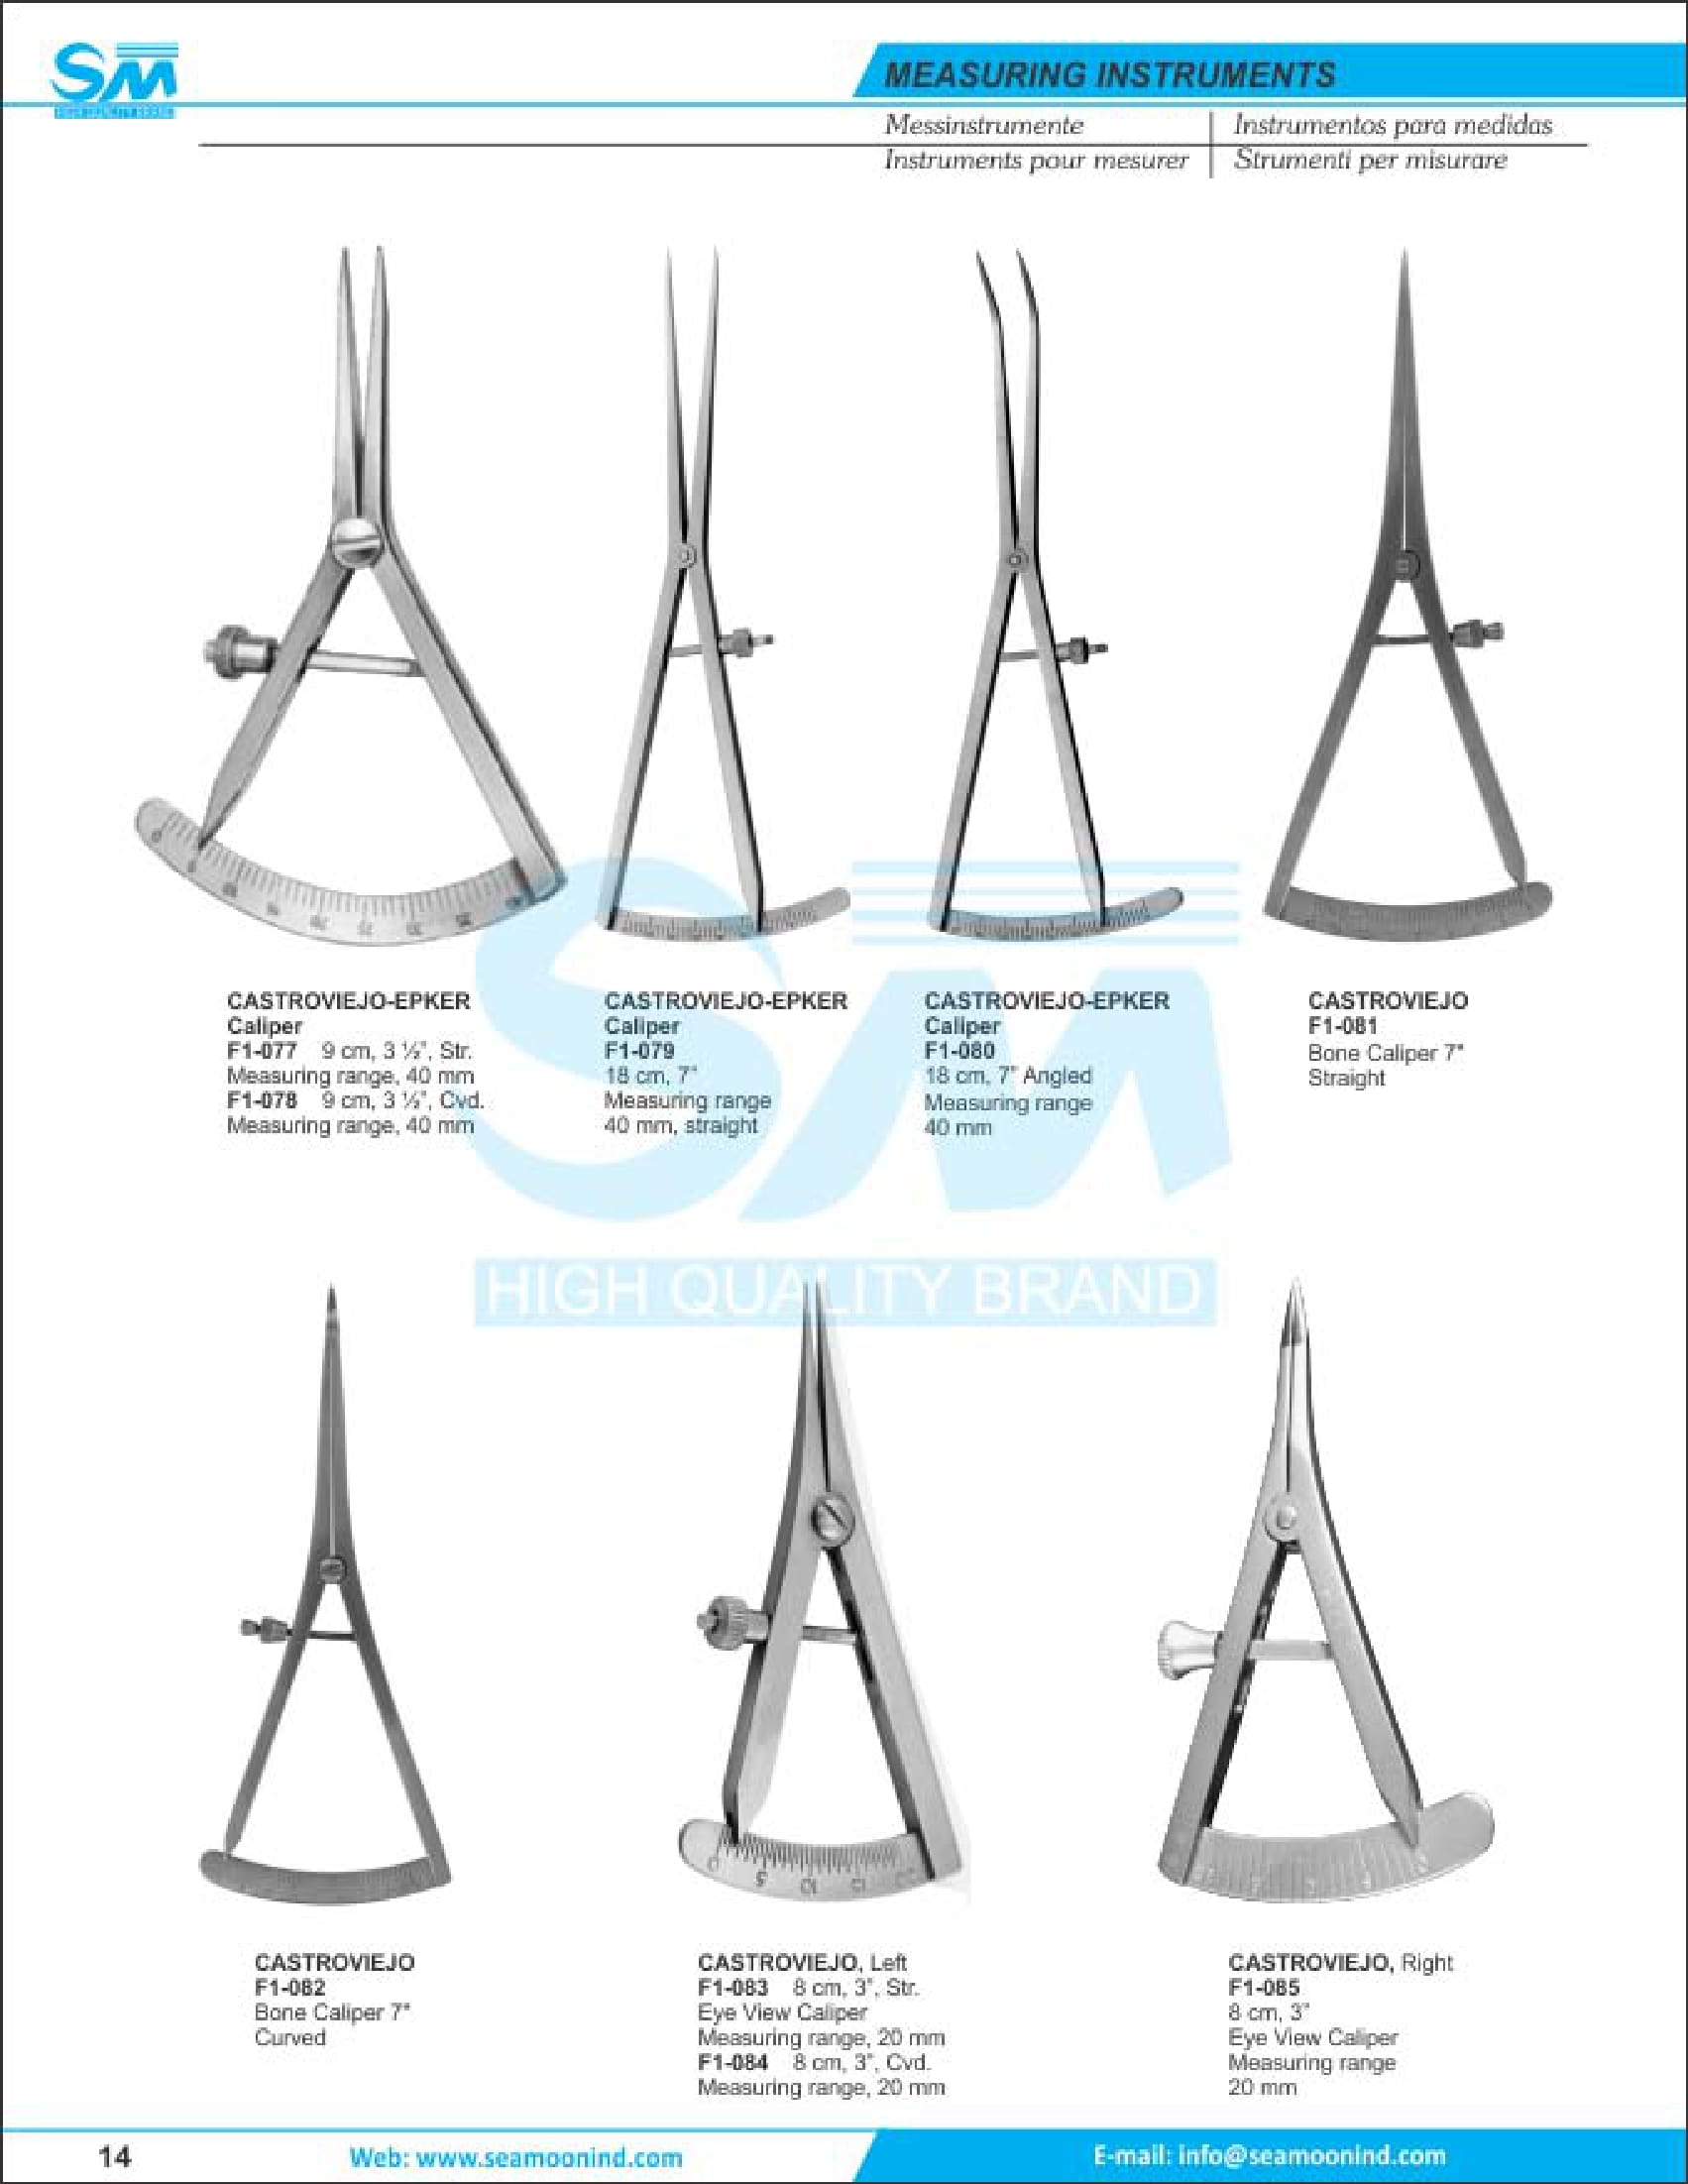 SM
HIGH QUALITY BRAND
MEASURING INSTRUMENTS
Messinstrumente
Instrumentos para medidas
Instruments pour mesurer
Strumenti per misurare
CASTROVIEJO-EPKER
Caliper
F1-077 9 cm, 3 ½", Str.
Measuring range, 40 mm
F1-078 9 cm, 3 ½", Cvd.
Measuring range, 40 mm
CASTROVIEJO-EPKER
Caliper
F1-079
18 cm, 7"
Measuring range
40 mm, straight
CASTROVIEJO-EPKER
Caliper
F1-080
18 cm, 7" Angled
Measuring range
40 mm
CASTROVIEJO
F1-081
Bone Caliper 7"
Straight
SM
HIGH QUALITY BRAND
CASTROVIEJO
F1-082
Bone Caliper 7"
Curved
CASTROVIEJO, Left
F1-083 8 cm, 3", Str.
Eye View Caliper
Measuring range, 20 mm
F1-084 8 cm, 3", Cvd.
Measuring range, 20 mm
CASTROVIEJO, Right
F1-085
8 cm, 3"
Eye View Caliper
Measuring range
20 mm
14
Web: www.seamoonind.com
E-mail: info@seamoonind.com